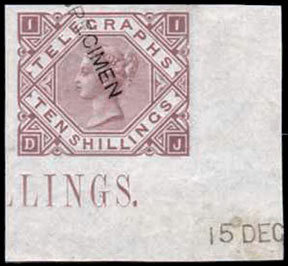 I I
TELEGRAPHS
SPECIMEN
TEN SHILLINGS
D J
LLINGS.
15 DEC